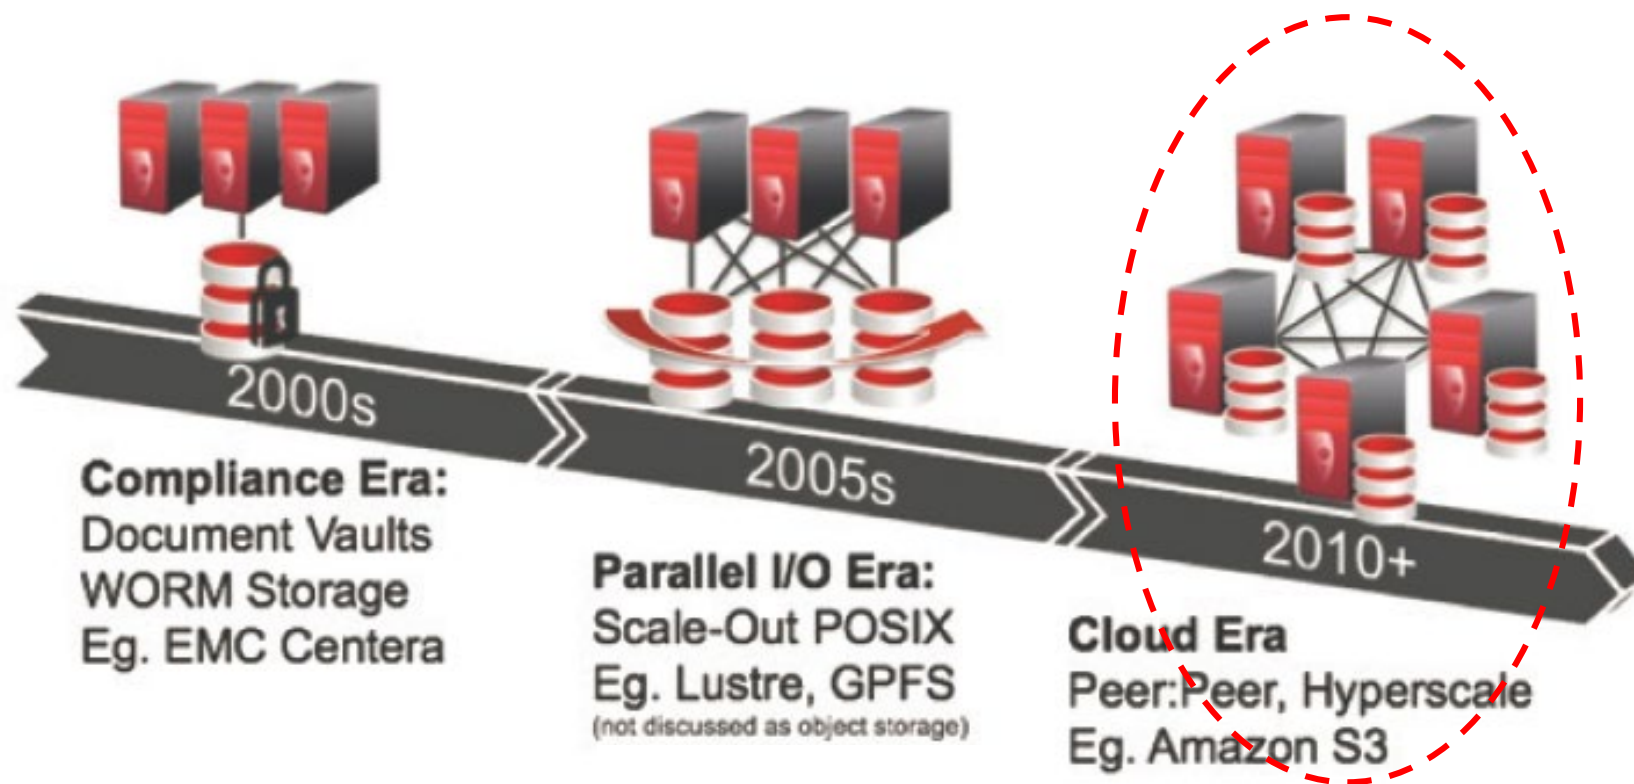 2000s
Compliance Era:
Document Vaults
WORM Storage
Eg. EMC Centera
2005s
Parallel I/O Era:
Scale-Out POSIX
Eg. Lustre, GPFS
(not discussed as object storage)
2010+
Cloud Era
Peer:Peer, Hyperscale
Eg. Amazon S3